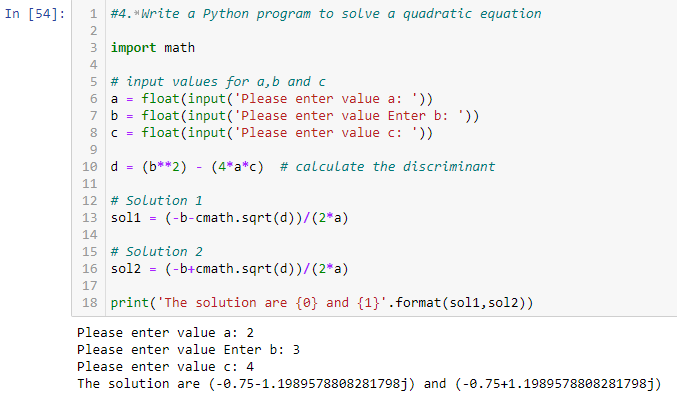 In [54]:
1 #4.*Write a Python program to solve a quadratic equation
2
3 import math
4
5 # input values for a,b and c
6 a = float(input('Please enter value a: '))
7 b = float(input('Please enter value Enter b: '))
8 c = float(input('Please enter value c: '))
9
10 d = (b**2) - (4*a*c)  # calculate the discriminant
11
12 # Solution 1
13 sol1 = (-b-cmath.sqrt(d))/(2*a)
14
15 # Solution 2
16 sol2 = (-b+cmath.sqrt(d))/(2*a)
17
18 print('The solution are {0} and {1}'.format(sol1,sol2))
Please enter value a: 2
Please enter value Enter b: 3
Please enter value c: 4
The solution are (-0.75-1.1989578808281798j) and (-0.75+1.1989578808281798j)